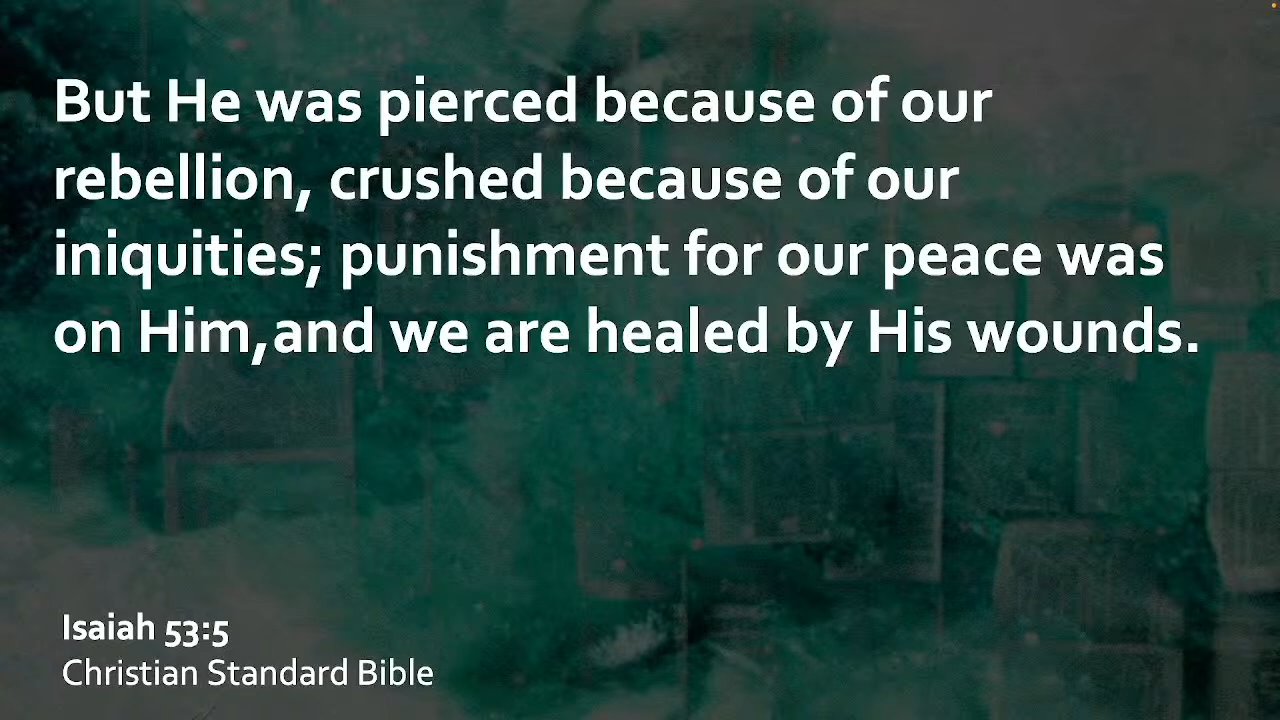 But He was pierced because of our
rebellion, crushed because of our
iniquities; punishment for our peace was
on Him,and we are healed by His wounds.
Isaiah 53:5
Christian Standard Bible